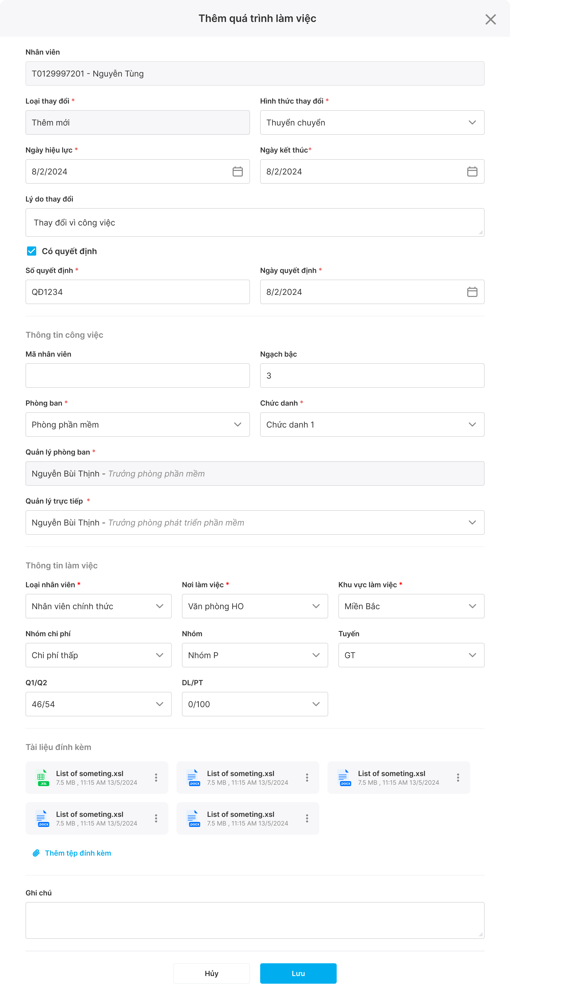 Thêm quá trình làm việc
Nhân viên
T0129997201 - Nguyễn Tùng
Loại thay đổi *
Hình thức thay đổi *
Thêm mới
Thuyển chuyển
Ngày hiệu lực *
Ngày kết thúc*
8/2/2024
8/2/2024
Lý do thay đổi
Thay đổi vì công việc
Có quyết định
Số quyết định *
Ngày quyết định *
QĐ1234
8/2/2024
Thông tin công việc
Mã nhân viên
Ngạch bậc
3
Phòng ban *
Chức danh *
Phòng phần mềm
Chức danh 1
Quản lý phòng ban *
Nguyễn Bùi Thịnh - Trưởng phòng phần mềm
Quản lý trực tiếp *
Nguyễn Bùi Thịnh - Trưởng phòng phát triển phần mềm
Thông tin làm việc
Loại nhân viên *
Nơi làm việc *
Khu vực làm việc *
Nhân viên chính thức
Văn phòng HO
Miền Bắc
Nhóm chi phí
Nhóm
Tuyến
Chi phí thấp
Nhóm P
GT
Q1/Q2
DL/PT
46/54
0/100
Tài liệu đính kèm
.XSL
List of someting.xsl
7.5 MB , 11:15 AM 13/5/2024
.DOCX
List of someting.xsl
7.5 MB , 11:15 AM 13/5/2024
.DOCX
List of someting.xsl
7.5 MB , 11:15 AM 13/5/2024
.DOCX
List of someting.xsl
7.5 MB , 11:15 AM 13/5/2024
.DOCX
List of someting.xsl
7.5 MB , 11:15 AM 13/5/2024
Thêm tệp đính kèm
Ghi chú
Hủy
Lưu